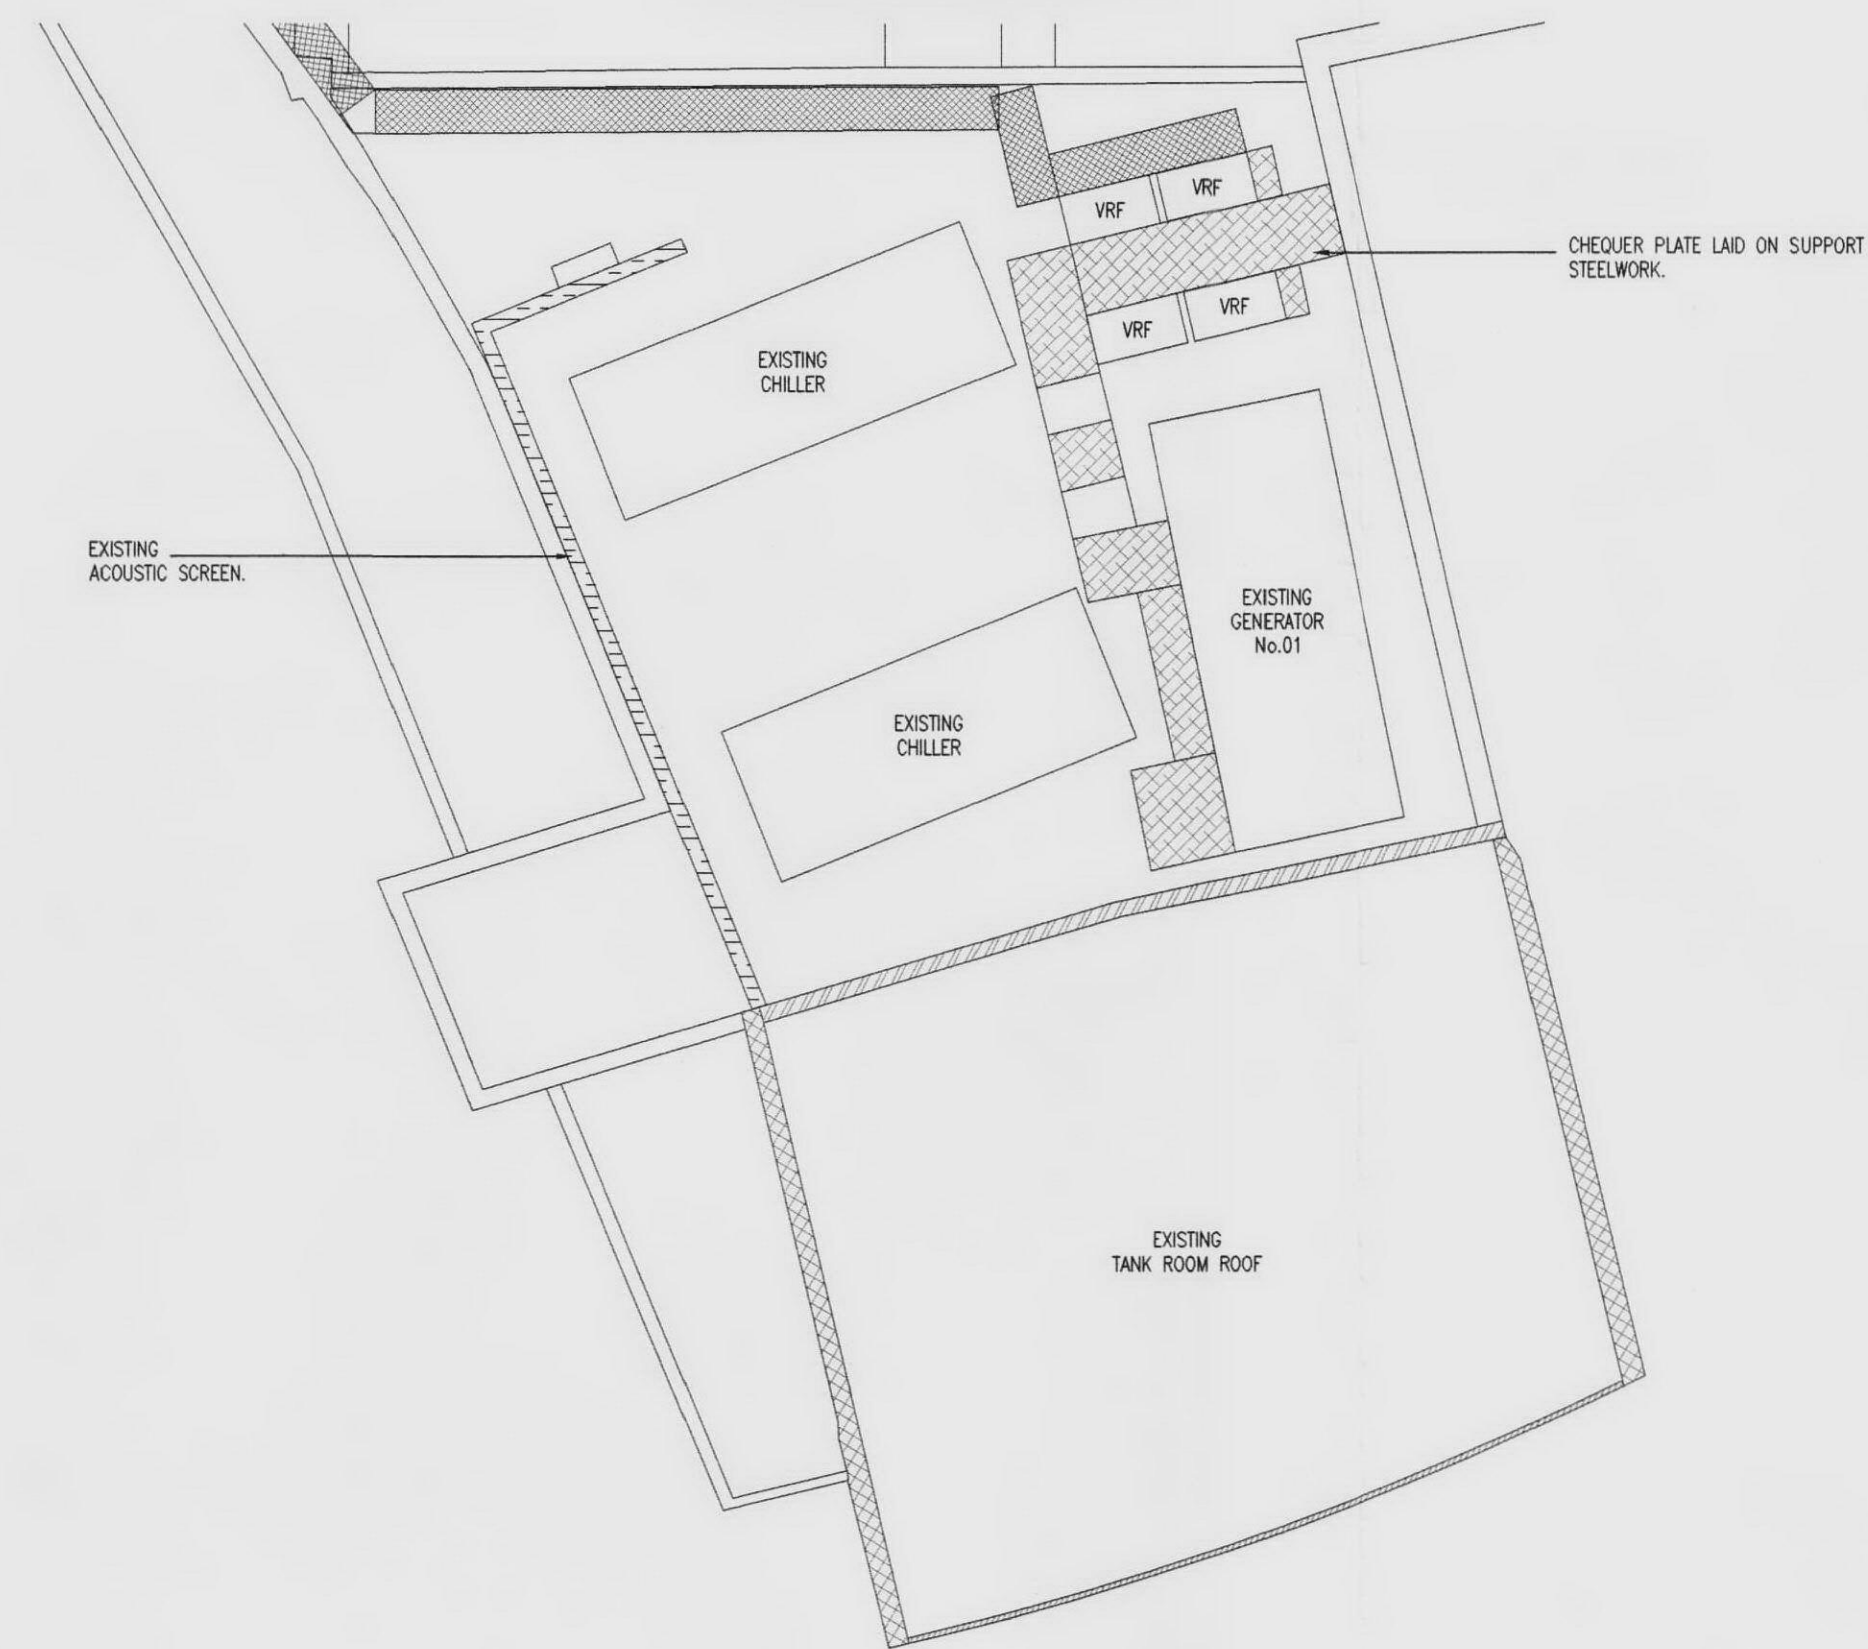 VRF
VRF
CHEQUER PLATE LAID ON SUPPORT
STEELWORK.
VRF
VRF
EXISTING
CHILLER
EXISTING
ACOUSTIC SCREEN.
EXISTING
GENERATOR
No.01
EXISTING
CHILLER
EXISTING
TANK ROOM ROOF